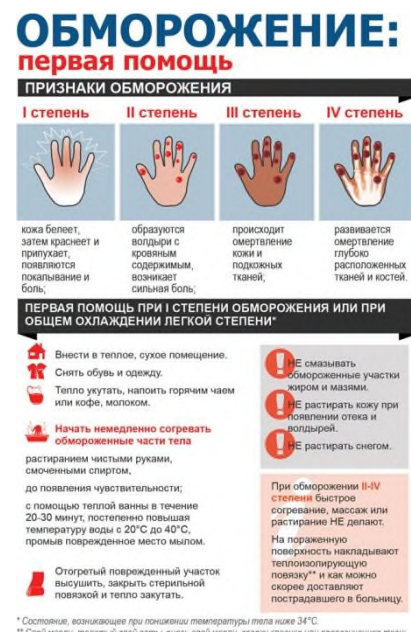 ОБМОРОЖЕНИЕ:
первая помощь
ПРИЗНАКИ ОБМОРОЖЕНИЯ
I степень
II степень
III степень
IV степень
кожа белеет,
затем краснеет и
припухает,
появляются
покалывание и
боль;
образуются
волдыри с
кровяным
содержимым,
возникает
сильная боль;
происходит
омертвление
кожи и
подкожных
тканей;
развивается
омертвление
глубоко
расположенных
тканей и костей.
ПЕРВАЯ ПОМОЩЬ ПРИ I СТЕПЕНИ ОБМОРОЖЕНИЯ ИЛИ ПРИ
ОБЩЕМ ОХЛАЖДЕНИИ ЛЕГКОЙ СТЕПЕНИ*
Внести в теплое, сухое помещение.
Снять обувь и одежду.
Тепло укутать, напоить горячим чаем
или кофе, молоком.
Начать немедленно согревать
обмороженные части тела
растиранием чистыми руками,
смоченными спиртом,
до появления чувствительности;
с помощью теплой ванны в течение
20-30 минут, постепенно повышая
температуру воды с 20°С до 40°С,
промыв поврежденное место мылом.
Отогретый поврежденный участок
высушить, закрыть стерильной
повязкой и тепло закутать.
НЕ смазывать
обмороженные участки
жиром и мазями.
НЕ растирать кожу при
появлении отека и
волдырей.
НЕ растирать снегом.
При обморожении II-IV
степени быстрое
согревание, массаж или
растирание НЕ делают.
На пораженную
поверхность накладывают
теплоизолирующую
повязку** и как можно
скорее доставляют
пострадавшего в больницу.
* Состояние, возникающее при понижении температуры тела ниже 34°С.